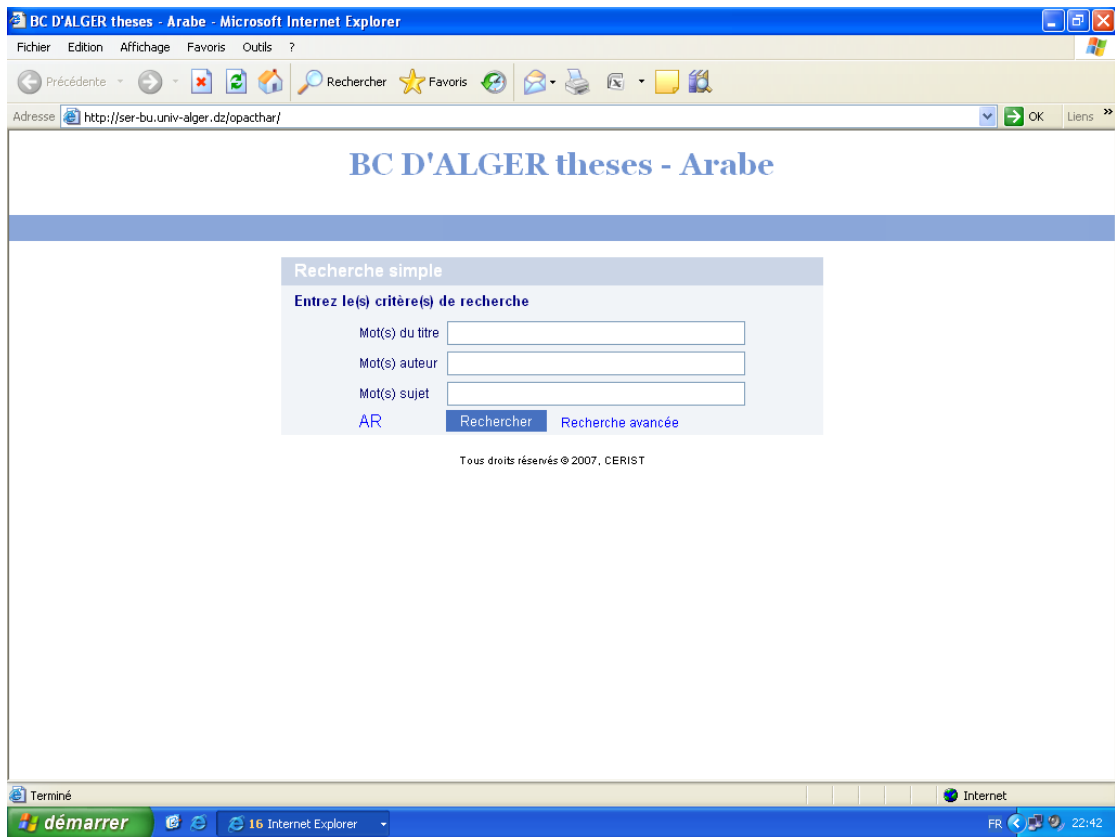 BC D'ALGER theses - Arabe - Microsoft Internet Explorer
Fichier Edition Affichage Favoris Outils ?
Précédente Rechercher Favoris
Adresse http://ser-bu.univ-alger.dz/opacthar/ OK Liens »
BC D'ALGER theses - Arabe
Recherche simple
Entrez le(s) critère(s) de recherche
Mot(s) du titre
Mot(s) auteur
Mot(s) sujet
AR Rechercher Recherche avancée
Tous droits réservés © 2007, CERIST
Terminé Internet
démarrer 16 Internet Explorer FR 22:42